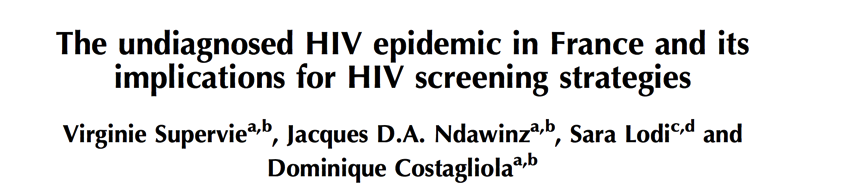 The undiagnosed HIV epidemic in France and its
implications for HIV screening strategies
Virginie Supervie^a,b, Jacques D.A. Ndawinz^a,b, Sara Lodi^c,d and
Dominique Costagliola^a,b